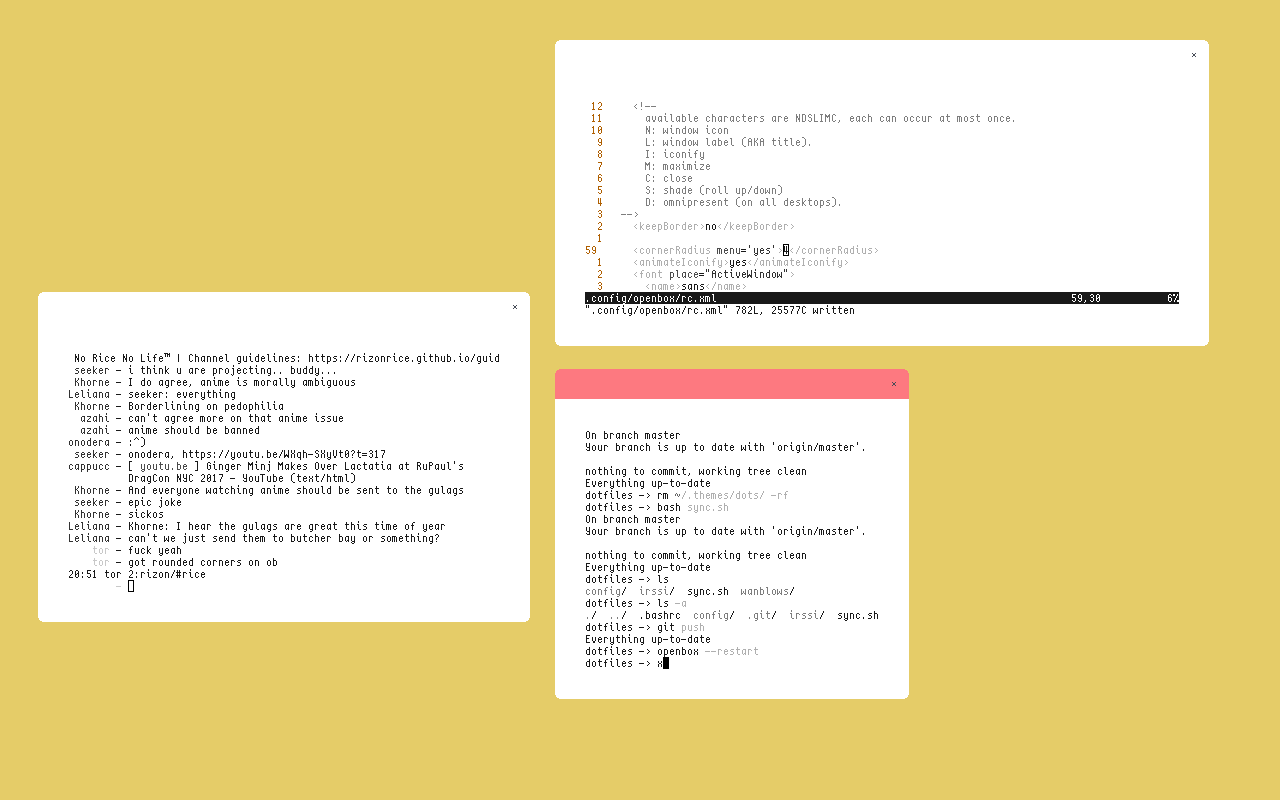 ×
12 <!--
11 available characters are NDSLIMC, each can occur at most once.
10 N: window icon
9 L: window label (AKA title).
8 I: iconify
7 M: maximize
6 C: close
5 S: shade (roll up/down)
4 D: omnipresent (on all desktops).
3 -->
2 <keepBorder>no</keepBorder>
1
59 <cornerRadius menu='yes'>4</cornerRadius>
1 <animateIconify>yes</animateIconify>
2 <font place="ActiveWindow">
3 <name>sans</name>
.config/openbox/rc.xml 59,30 6%
".config/openbox/rc.xml" 782L, 25577C written
×
No Rice No Life™ | Channel guidelines: https://rizonrice.github.io/guid
seeker – i think u are projecting.. buddy...
Khorne – I do agree, anime is morally ambiguous
Leliana – seeker: everything
Khorne – Borderlining on pedophilia
azahi – can't agree more on that anime issue
azahi – anime should be banned
onodera – :^)
seeker – onodera, https://youtu.be/WXqh-SXyVt0?t=317
cappucc – [ youtu.be ] Ginger Minj Makes Over Lactatia at RuPaul's
DragCon NYC 2017 – YouTube (text/html)
Khorne – And everyone watching anime should be sent to the gulags
seeker – epic joke
Khorne – sickos
Leliana – Khorne: I hear the gulags are great this time of year
Leliana – can't we just send them to butcher bay or something?
tor – fuck yeah
tor – got rounded corners on ob
20:51 tor 2:rizon/#rice
–
×
On branch master
Your branch is up to date with 'origin/master'.
nothing to commit, working tree clean
Everything up-to-date
dotfiles -> rm ~/.themes/dots/ -rf
dotfiles -> bash sync.sh
On branch master
Your branch is up to date with 'origin/master'.
nothing to commit, working tree clean
Everything up-to-date
dotfiles -> ls
config/ irssi/ sync.sh wanblows/
dotfiles -> ls -a
./ ../ .bashrc config/ .git/ irssi/ sync.sh
dotfiles -> git push
Everything up-to-date
dotfiles -> openbox --restart
dotfiles -> x